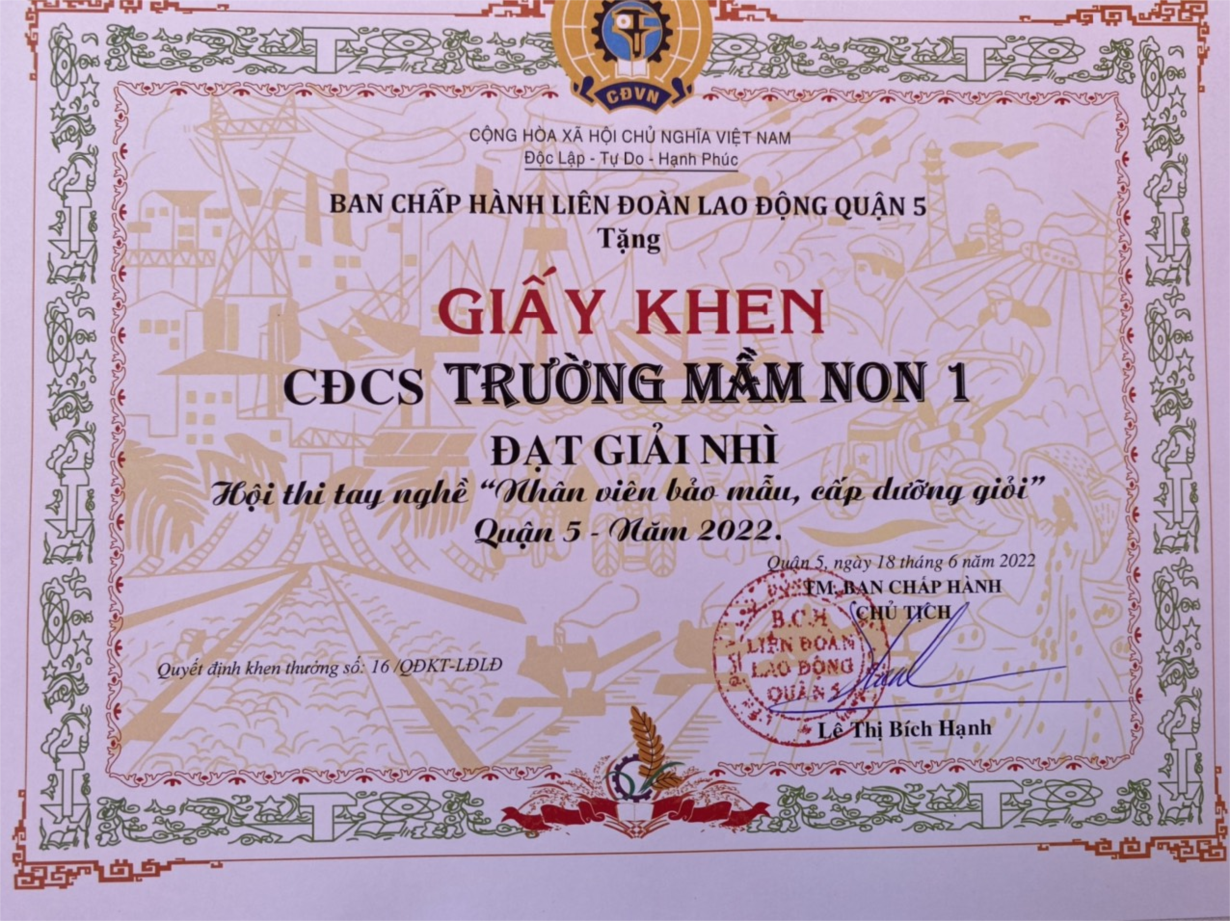 CĐVN
CỘNG HÒA XÃ HỘI CHỦ NGHĨA VIỆT NAM
Độc Lập - Tự Do - Hạnh Phúc
BAN CHẤP HÀNH LIÊN ĐOÀN LAO ĐỘNG QUẬN 5
Tặng
GIẤY KHEN
CĐCS TRƯỜNG MẦM NON 1
ĐẠT GIẢI NHÌ
Hội thi tay nghề “Nhân viên bảo mẫu, cấp dưỡng giỏi”
Quận 5 - Năm 2022.
Quận 5, ngày 18 tháng 6 năm 2022
TM. BAN CHẤP HÀNH
CHỦ TỊCH
B.C.H
LIÊN ĐOÀN
LAO ĐỘNG
QUẬN 5
Quyết định khen thưởng số: 16 /QĐKT-LĐLĐ
Lê Thị Bích Hạnh